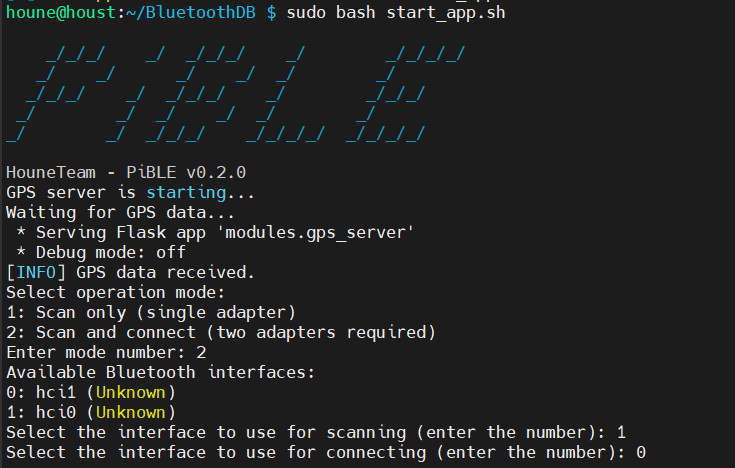 houne@houst:~/BluetoothDB $ sudo bash start_app.sh
PiBLE
HouneTeam - PiBLE v0.2.0
GPS server is starting...
Waiting for GPS data...
 * Serving Flask app 'modules.gps_server'
 * Debug mode: off
[INFO] GPS data received.
Select operation mode:
1: Scan only (single adapter)
2: Scan and connect (two adapters required)
Enter mode number: 2
Available Bluetooth interfaces:
0: hci1 (Unknown)
1: hci0 (Unknown)
Select the interface to use for scanning (enter the number): 1
Select the interface to use for connecting (enter the number): 0